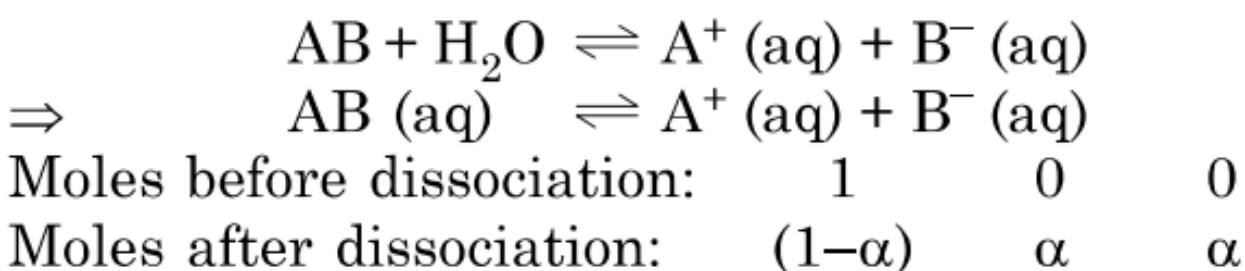 AB + H₂O ⇌ A⁺ (aq) + B⁻ (aq)
⇒ AB (aq) ⇌ A⁺ (aq) + B⁻ (aq)
Moles before dissociation: 1 0 0
Moles after dissociation: (1–α) α α